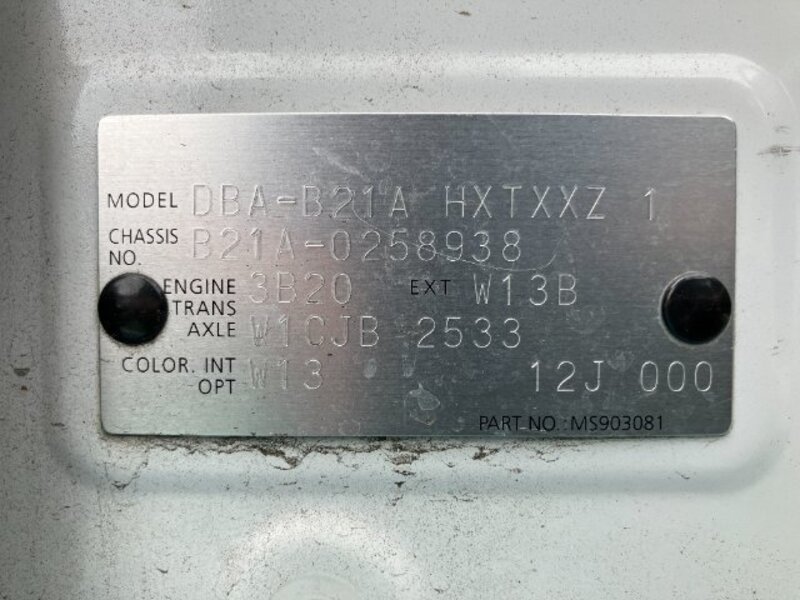 MODEL DBA-B21A HXTXXZ 1
CHASSIS NO. B21A-0258938
ENGINE 3B20 EXT W13B
TRANS AXLE W1CJB 2533
COLOR. INT OPT W13 12J 000
PART NO.:MS903081